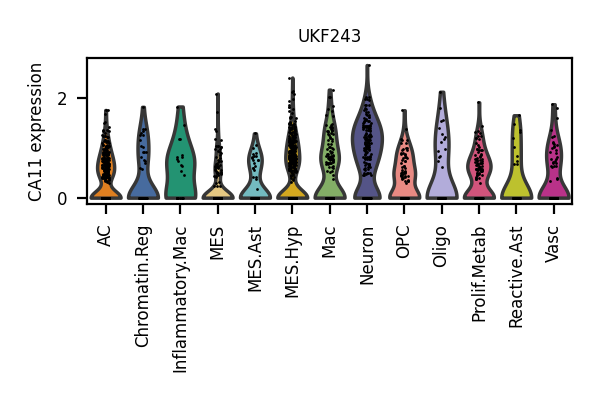 UKF243
CA11 expression
2
0
AC
Chromatin.Reg
Inflammatory.Mac
MES
MES.Ast
MES.Hyp
Mac
Neuron
OPC
Oligo
Prolif.Metab
Reactive.Ast
Vasc